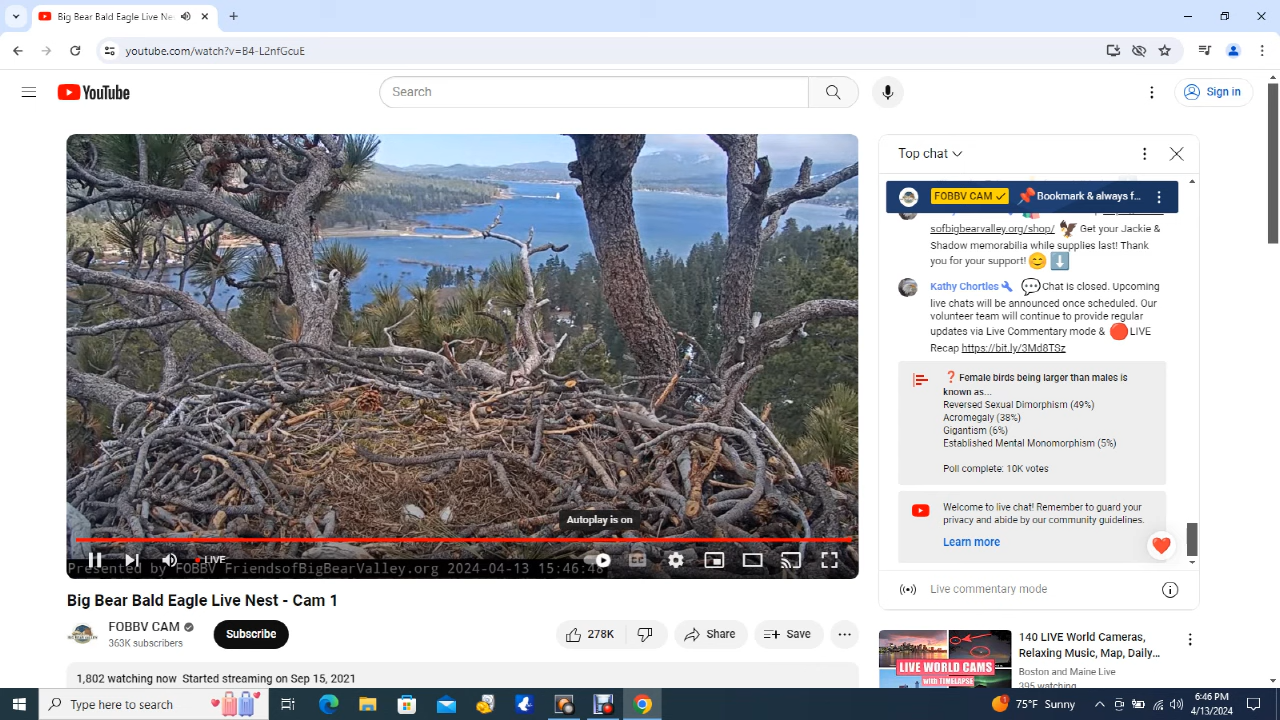 Big Bear Bald Eagle Live Ne
youtube.com/watch?v=B4-L2nfGcuE
YouTube
Search
Sign in
Top chat
FOBBV CAM Bookmark & always f...
sofbigbearvalley.org/shop/ Get your Jackie &
Shadow memorabilia while supplies last! Thank
you for your support!
Kathy Chortles Chat is closed. Upcoming
live chats will be announced once scheduled. Our
volunteer team will continue to provide regular
updates via Live Commentary mode & LIVE
Recap https://bit.ly/3Md8TSz
❓Female birds being larger than males is
known as...
Reversed Sexual Dimorphism (49%)
Acromegaly (38%)
Gigantism (6%)
Established Mental Monomorphism (5%)
Poll complete: 10K votes
Welcome to live chat! Remember to guard your
privacy and abide by our community guidelines.
Learn more
Live commentary mode
Autoplay is on
LIVE
CC
Presented by FOBBV FriendsofBigBearValley.org 2024-04-13 15:46:48
Big Bear Bald Eagle Live Nest - Cam 1
FOBBV CAM
363K subscribers
Subscribe
278K
Share
Save
1,802 watching now Started streaming on Sep 15, 2021
LIVE WORLD CAMS
WITH TIMELAPSE
140 LIVE World Cameras,
Relaxing Music, Map, Daily...
Boston and Maine Live
395 watching
Type here to search
75°F Sunny
6:46 PM
4/13/2024